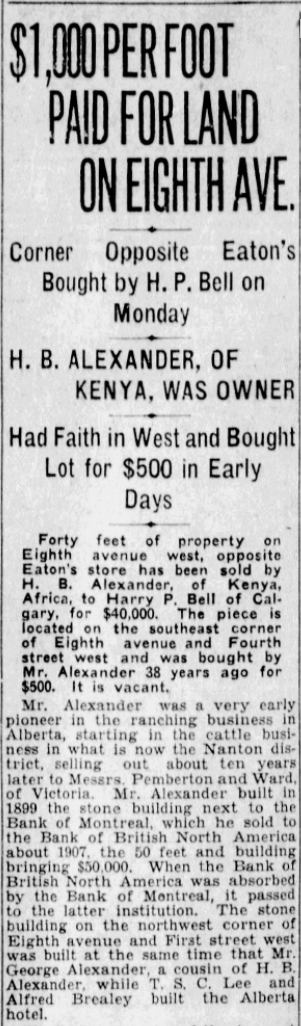 $1,000 PER FOOT
PAID FOR LAND
ON EIGHTH AVE.
Corner Opposite Eaton's
Bought by H. P. Bell on
Monday
H. B. ALEXANDER, OF
KENYA, WAS OWNER
Had Faith in West and Bought
Lot for $500 in Early
Days
Forty feet of property on
Eighth avenue west, opposite
Eaton's store has been sold by
H. B. Alexander, of Kenya,
Africa, to Harry P. Bell of Cal-
gary, for $40,000. The piece is
located on the southeast corner
of Eighth avenue and Fourth
street west and was bought by
Mr. Alexander 38 years ago for
$500. It is vacant.
Mr. Alexander was a very early
pioneer in the ranching business in
Alberta, starting in the cattle busi-
ness in what is now the Nanton dis-
trict, selling out about ten years
later to Messrs. Pemberton and Ward,
of Victoria. Mr. Alexander built in
1899 the stone building next to the
Bank of Montreal, which he sold to
the Bank of British North America
about 1907, the 50 feet and building
bringing $50,000. When the Bank of
British North America was absorbed
by the Bank of Montreal, it passed
to the latter institution. The stone
building on the northwest corner of
Eighth avenue and First street west
was built at the same time that Mr.
George Alexander, a cousin of H. B.
Alexander, while T. S. C. Lee and
Alfred Brealey built the Alberta
hotel.